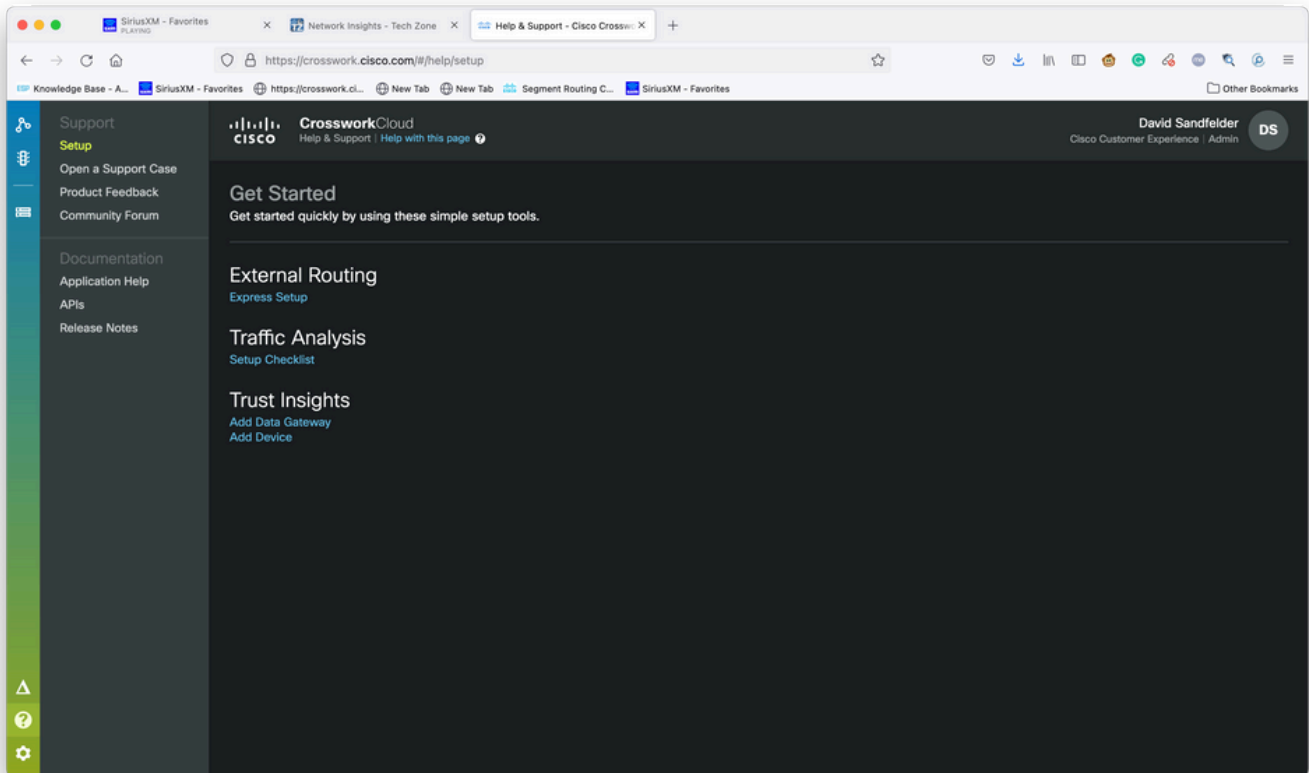 SiriusXM - Favorites
PLAYING
Network Insights - Tech Zone
Help & Support - Cisco Crosswo
https://crosswork.cisco.com/#/help/setup
Knowledge Base - A...
SiriusXM - Favorites
https://crosswork.ci...
New Tab
New Tab
Segment Routing C...
SiriusXM - Favorites
Other Bookmarks
Support
Setup
Open a Support Case
Product Feedback
Community Forum
Documentation
Application Help
APIs
Release Notes
CISCO
CrossworkCloud
Help & Support | Help with this page
David Sandfelder
Cisco Customer Experience | Admin
DS
Get Started
Get started quickly by using these simple setup tools.
External Routing
Express Setup
Traffic Analysis
Setup Checklist
Trust Insights
Add Data Gateway
Add Device